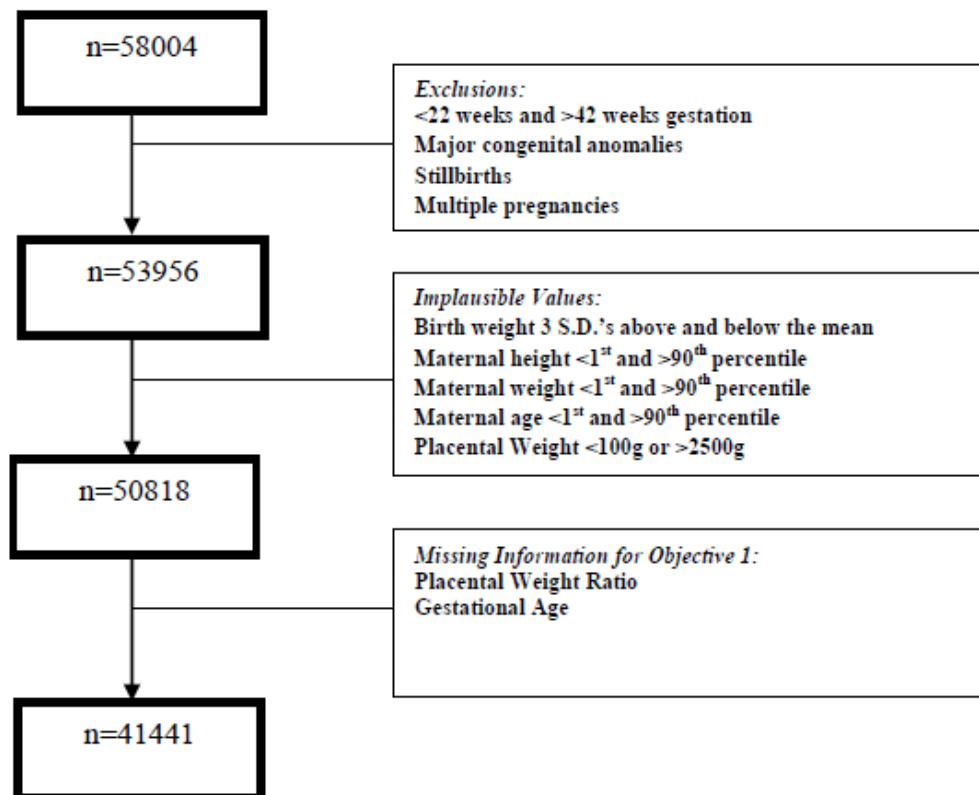 n=58004
Exclusions:
<22 weeks and >42 weeks gestation
Major congenital anomalies
Stillbirths
Multiple pregnancies
n=53956
Implausible Values:
Birth weight 3 S.D.'s above and below the mean
Maternal height <1st and >90th percentile
Maternal weight <1st and >90th percentile
Maternal age <1st and >90th percentile
Placental Weight <100g or >2500g
n=50818
Missing Information for Objective 1:
Placental Weight Ratio
Gestational Age
n=41441